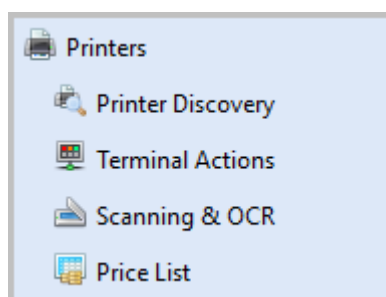 Printers
Printer Discovery
Terminal Actions
Scanning & OCR
Price List